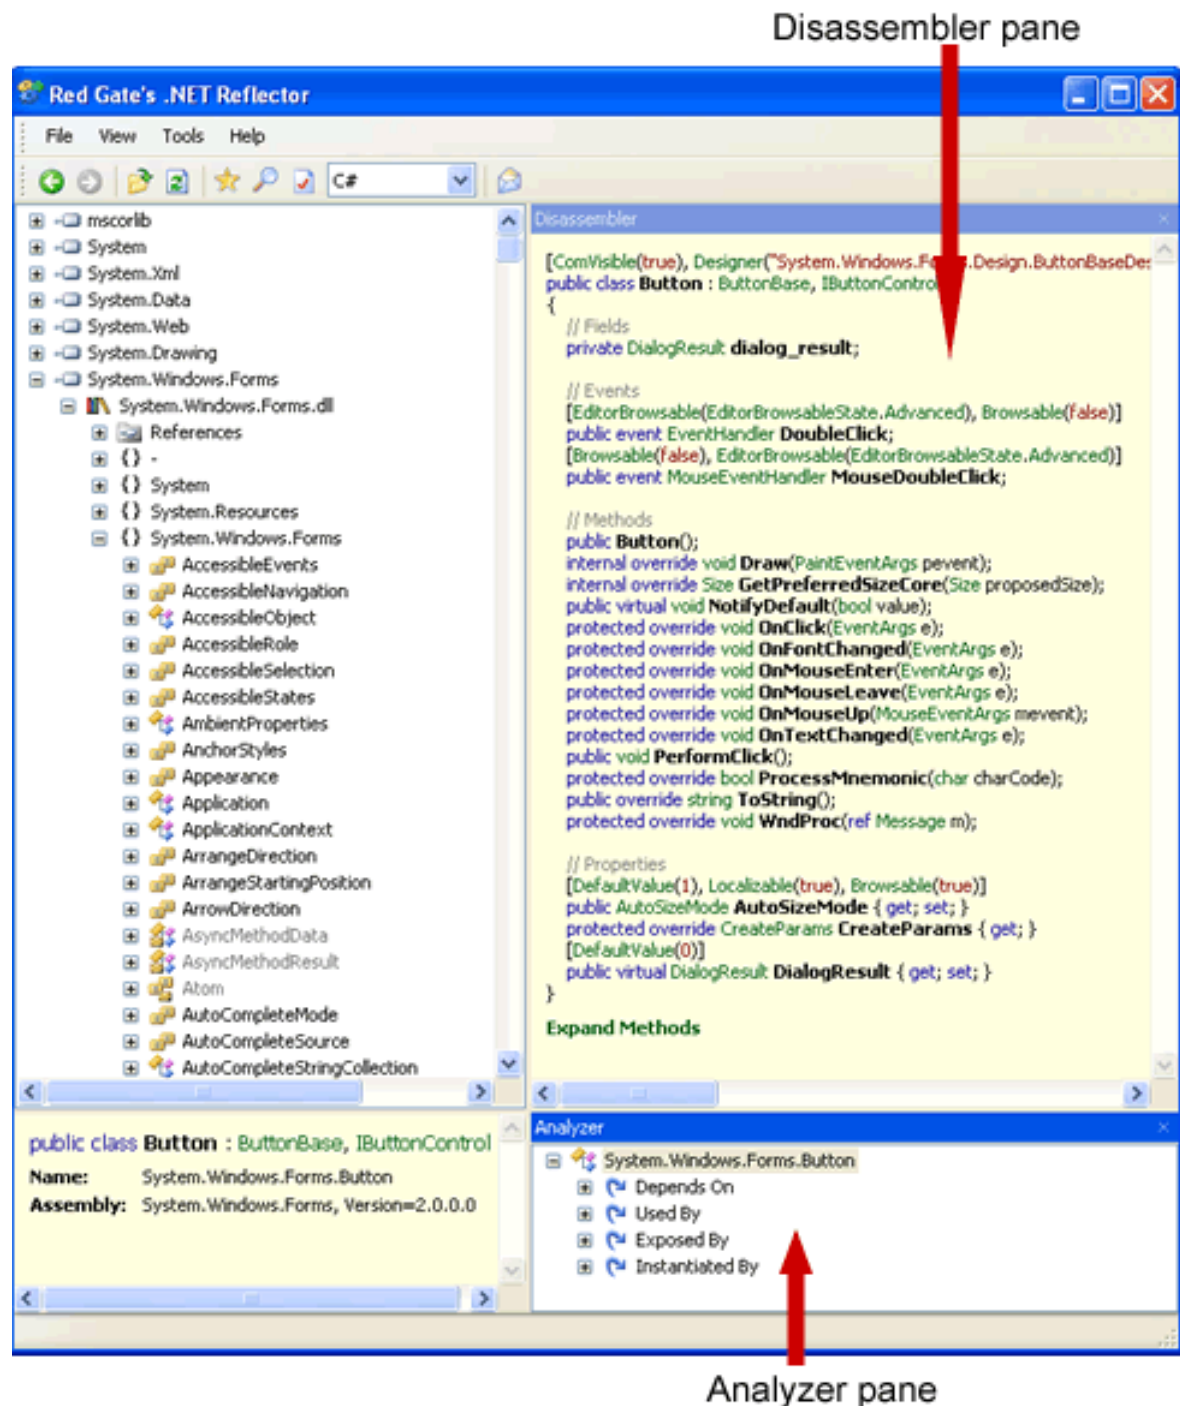 Disassembler pane
Red Gate's .NET Reflector
File View Tools Help
C#
mscorlib
System
System.Xml
System.Data
System.Web
System.Drawing
System.Windows.Forms
System.Windows.Forms.dll
References
{} -
{} System
{} System.Resources
{} System.Windows.Forms
AccessibleEvents
AccessibleNavigation
AccessibleObject
AccessibleRole
AccessibleSelection
AccessibleStates
AmbientProperties
AnchorStyles
Appearance
Application
ApplicationContext
ArrangeDirection
ArrangeStartingPosition
ArrowDirection
AsyncMethodData
AsyncMethodResult
Atom
AutoCompleteMode
AutoCompleteSource
AutoCompleteStringCollection
Disassembler
[ComVisible(true), Designer("System.Windows.Fo Design.ButtonBaseDes
public class Button : ButtonBase, IButtonControl
{
// Fields
private DialogResult dialog_result;
// Events
[EditorBrowsable(EditorBrowsableState.Advanced), Browsable(false)]
public event EventHandler DoubleClick;
[Browsable(false), EditorBrowsable(EditorBrowsableState.Advanced)]
public event MouseEventHandler MouseDoubleClick;
// Methods
public Button();
internal override void Draw(PaintEventArgs pevent);
internal override Size GetPreferredSizeCore(Size proposedSize);
public virtual void NotifyDefault(bool value);
protected override void OnClick(EventArgs e);
protected override void OnFontChanged(EventArgs e);
protected override void OnMouseEnter(EventArgs e);
protected override void OnMouseLeave(EventArgs e);
protected override void OnMouseUp(MouseEventArgs mevent);
protected override void OnTextChanged(EventArgs e);
public void PerformClick();
protected override bool ProcessMnemonic(char charCode);
public override string ToString();
protected override void WndProc(ref Message m);
// Properties
[DefaultValue(1), Localizable(true), Browsable(true)]
public AutoSizeMode AutoSizeMode { get; set; }
protected override CreateParams CreateParams { get; }
[DefaultValue(0)]
public virtual DialogResult DialogResult { get; set; }
}
Expand Methods
public class Button : ButtonBase, IButtonControl
Name: System.Windows.Forms.Button
Assembly: System.Windows.Forms, Version=2.0.0.0
Analyzer
System.Windows.Forms.Button
Depends On
Used By
Exposed By
Instantiated By
Analyzer pane